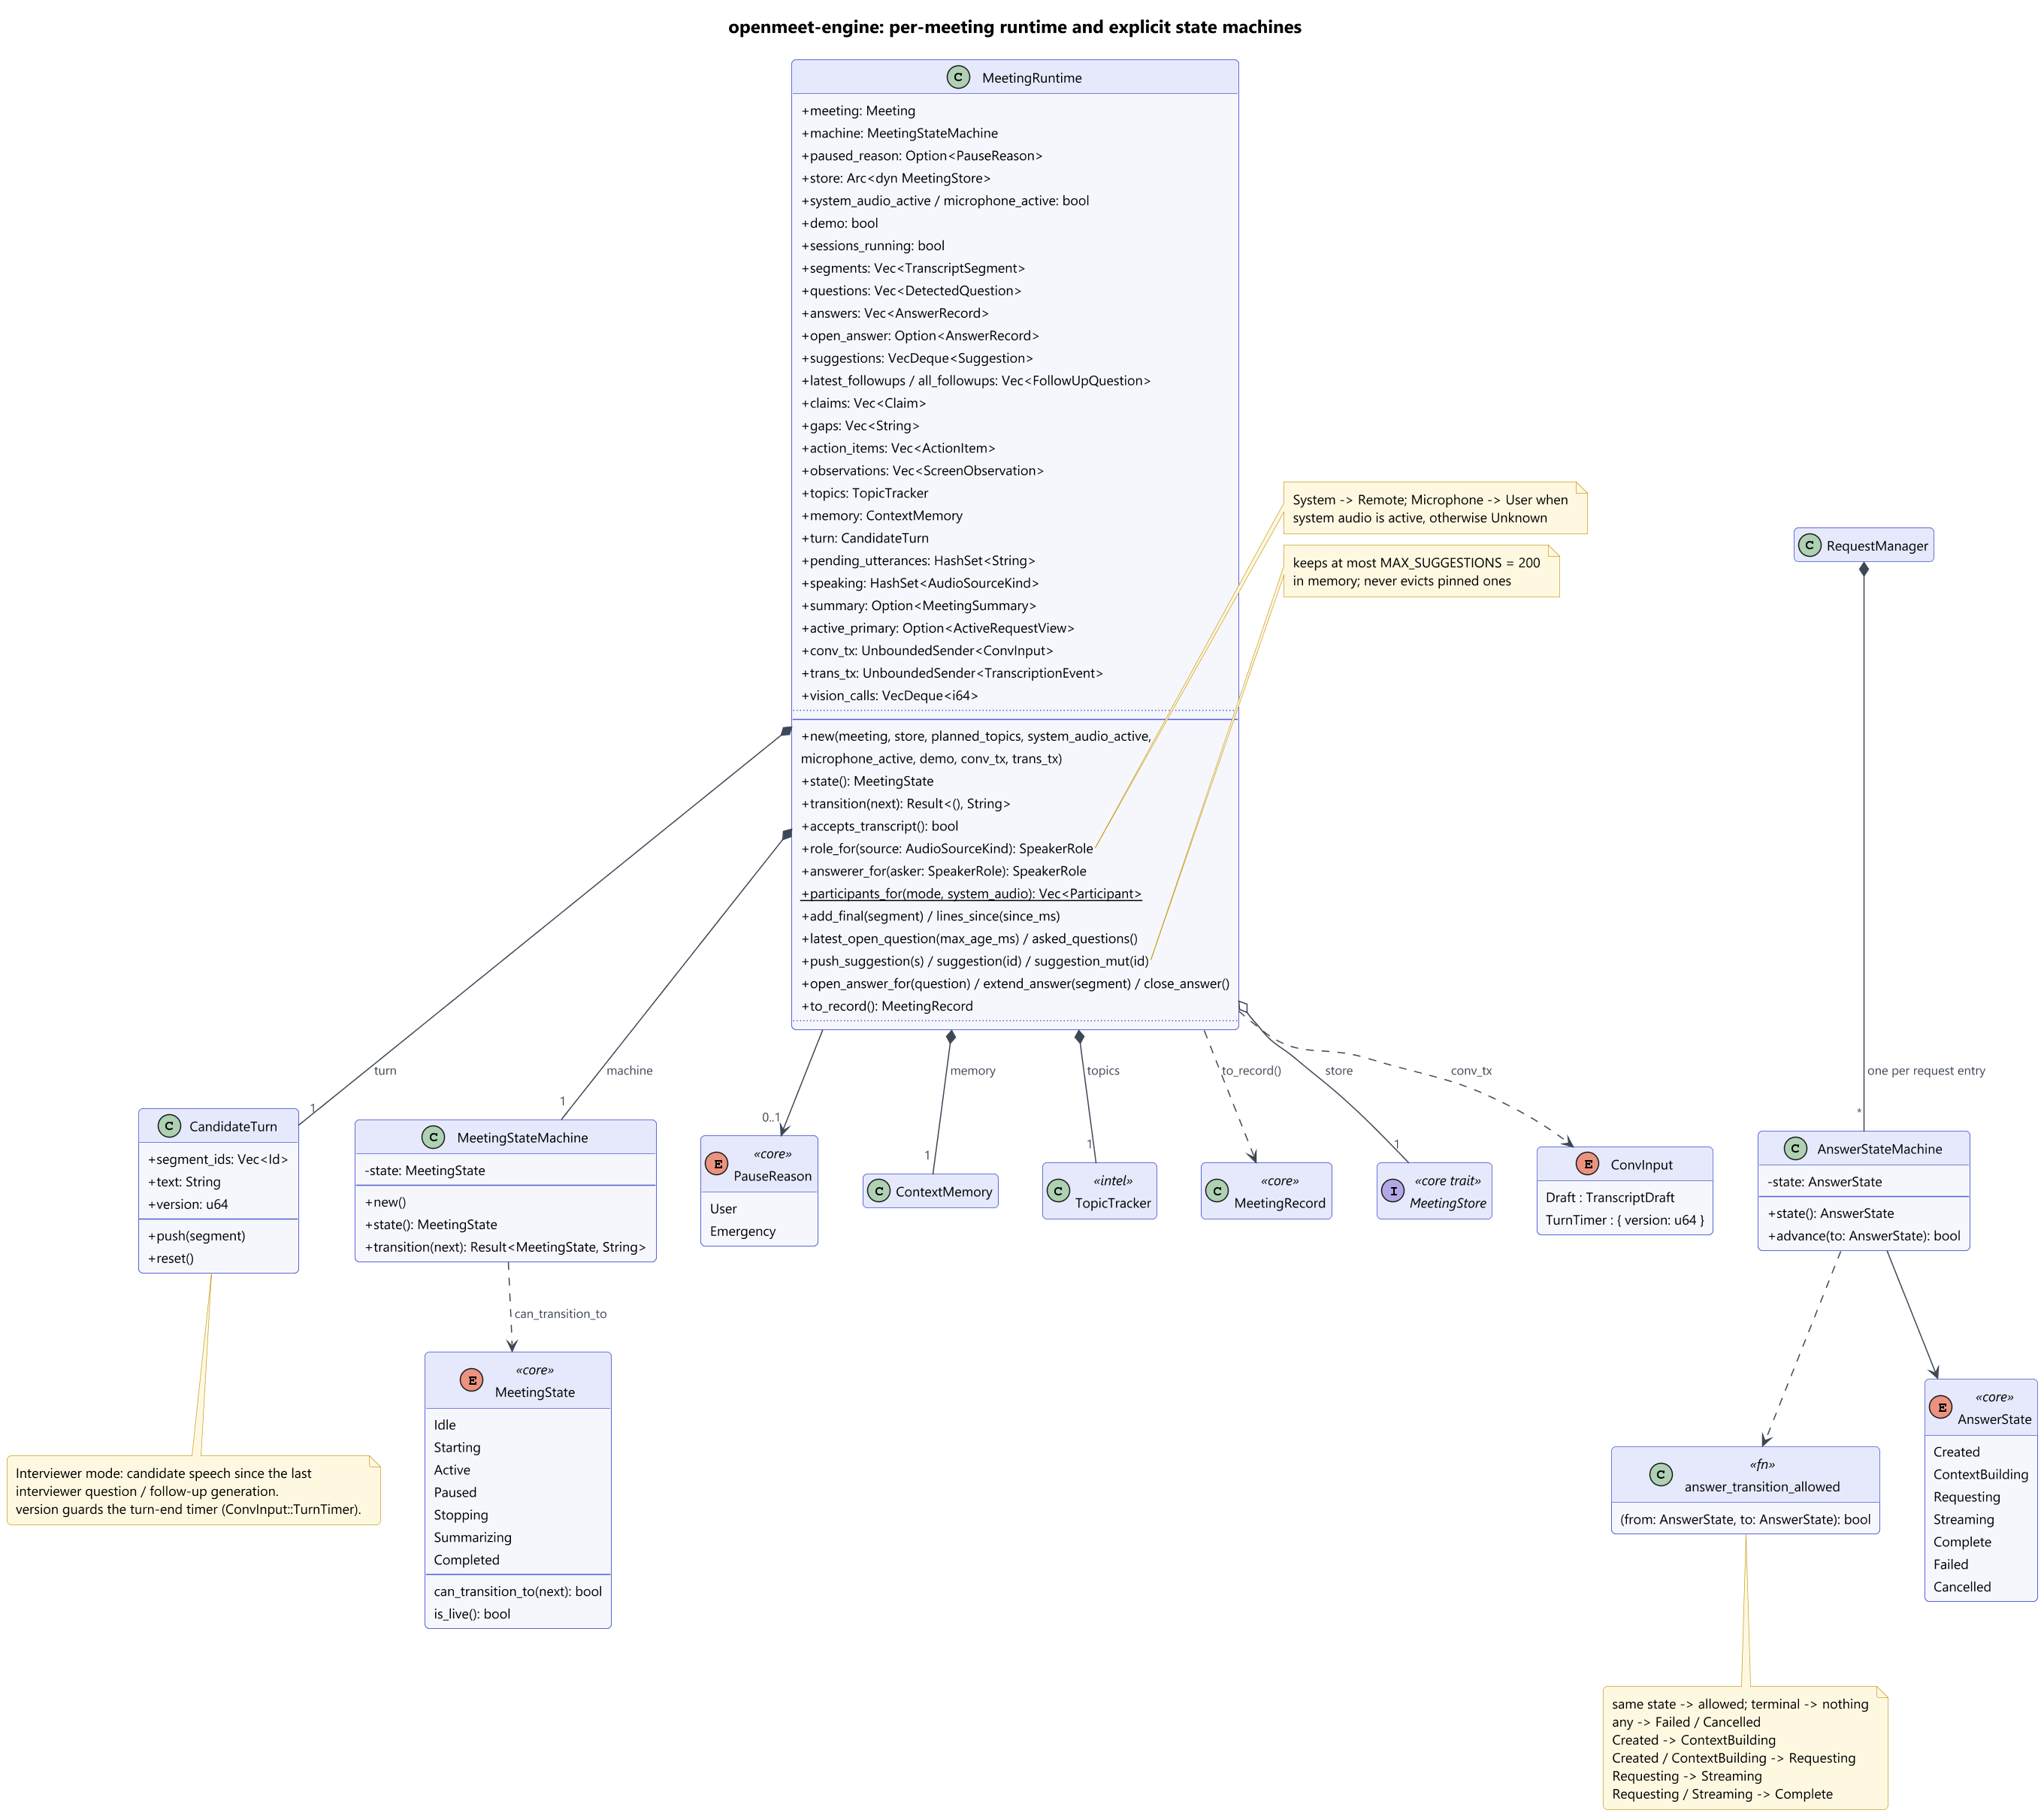 openmeet-engine: per-meeting runtime and explicit state machines
C MeetingRuntime
+meeting: Meeting
+machine: MeetingStateMachine
+paused_reason: Option<PauseReason>
+store: Arc<dyn MeetingStore>
+system_audio_active / microphone_active: bool
+demo: bool
+sessions_running: bool
+segments: Vec<TranscriptSegment>
+questions: Vec<DetectedQuestion>
+answers: Vec<AnswerRecord>
+open_answer: Option<AnswerRecord>
+suggestions: VecDeque<Suggestion>
+latest_followups / all_followups: Vec<FollowUpQuestion>
+claims: Vec<Claim>
+gaps: Vec<String>
+action_items: Vec<ActionItem>
+observations: Vec<ScreenObservation>
+topics: TopicTracker
+memory: ContextMemory
+turn: CandidateTurn
+pending_utterances: HashSet<String>
+speaking: HashSet<AudioSourceKind>
+summary: Option<MeetingSummary>
+active_primary: Option<ActiveRequestView>
+conv_tx: UnboundedSender<ConvInput>
+trans_tx: UnboundedSender<TranscriptionEvent>
+vision_calls: VecDeque<i64>
+new(meeting, store, planned_topics, system_audio_active,
microphone_active, demo, conv_tx, trans_tx)
+state(): MeetingState
+transition(next): Result<(), String>
+accepts_transcript(): bool
+role_for(source: AudioSourceKind): SpeakerRole
+answerer_for(asker: SpeakerRole): SpeakerRole
+participants_for(mode, system_audio): Vec<Participant>
+add_final(segment) / lines_since(since_ms)
+latest_open_question(max_age_ms) / asked_questions()
+push_suggestion(s) / suggestion(id) / suggestion_mut(id)
+open_answer_for(question) / extend_answer(segment) / close_answer()
+to_record(): MeetingRecord
System -> Remote; Microphone -> User when
system audio is active, otherwise Unknown
keeps at most MAX_SUGGESTIONS = 200
in memory; never evicts pinned ones
C RequestManager
turn
1
machine
1
0..1
memory
1
topics
1
to_record()
store
1
conv_tx
one per request entry
*
C CandidateTurn
+segment_ids: Vec<Id>
+text: String
+version: u64
+push(segment)
+reset()
C MeetingStateMachine
-state: MeetingState
+new()
+state(): MeetingState
+transition(next): Result<MeetingState, String>
E «core»
PauseReason
User
Emergency
C ContextMemory
C «intel»
TopicTracker
C «core»
MeetingRecord
I «core trait»
MeetingStore
E ConvInput
Draft : TranscriptDraft
TurnTimer : { version: u64 }
C AnswerStateMachine
-state: AnswerState
+state(): AnswerState
+advance(to: AnswerState): bool
can_transition_to
E «core»
MeetingState
Idle
Starting
Active
Paused
Stopping
Summarizing
Completed
can_transition_to(next): bool
is_live(): bool
Interviewer mode: candidate speech since the last
interviewer question / follow-up generation.
version guards the turn-end timer (ConvInput::TurnTimer).
C «fn»
answer_transition_allowed
(from: AnswerState, to: AnswerState): bool
E «core»
AnswerState
Created
ContextBuilding
Requesting
Streaming
Complete
Failed
Cancelled
same state -> allowed; terminal -> nothing
any -> Failed / Cancelled
Created -> ContextBuilding
Created / ContextBuilding -> Requesting
Requesting -> Streaming
Requesting / Streaming -> Complete